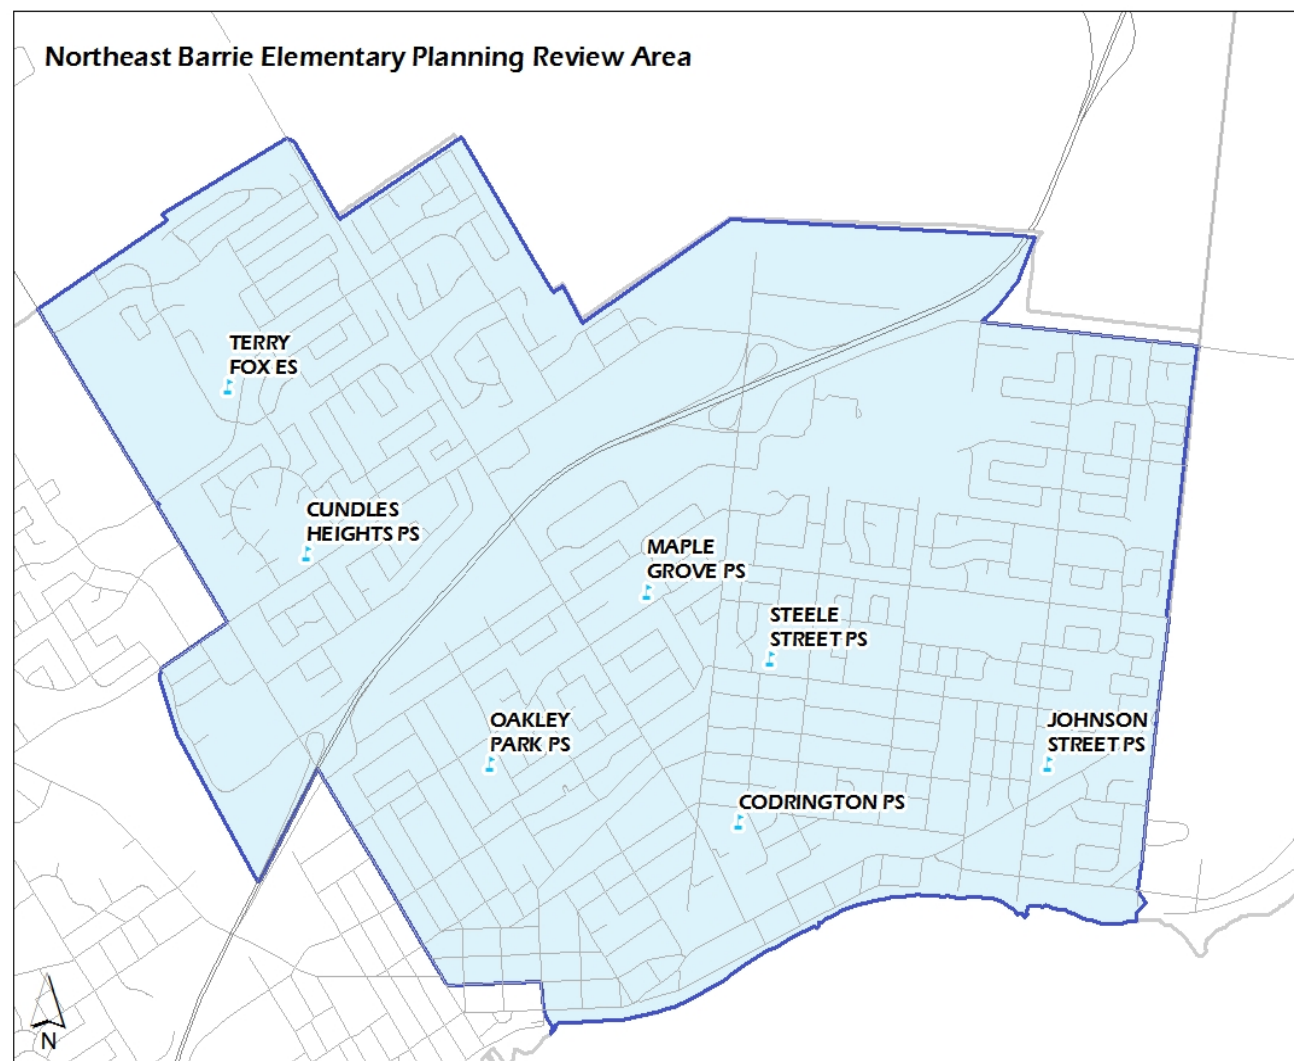 Northeast Barrie Elementary Planning Review Area
TERRY
FOX ES
CUNDLES
HEIGHTS PS
MAPLE
GROVE PS
STEELE
STREET PS
OAKLEY
PARK PS
JOHNSON
STREET PS
CODRINGTON PS
N